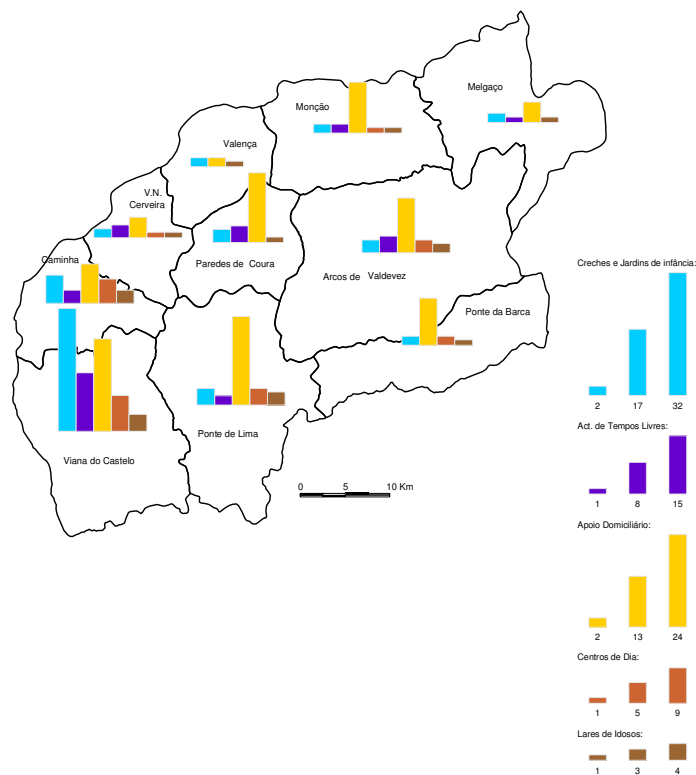 Melgaço
Monção
Valença
V.N.
Cerveira
Paredes de Coura
Arcos de Valdevez
Caminha
Ponte da Barca
Ponte de Lima
Viana do Castelo
0 5 10 Km
Creches e Jardins de infância:
2 17 32
Act. de Tempos Livres:
1 8 15
Apoio Domiciliário:
2 13 24
Centros de Dia:
1 5 9
Lares de Idosos:
1 3 4